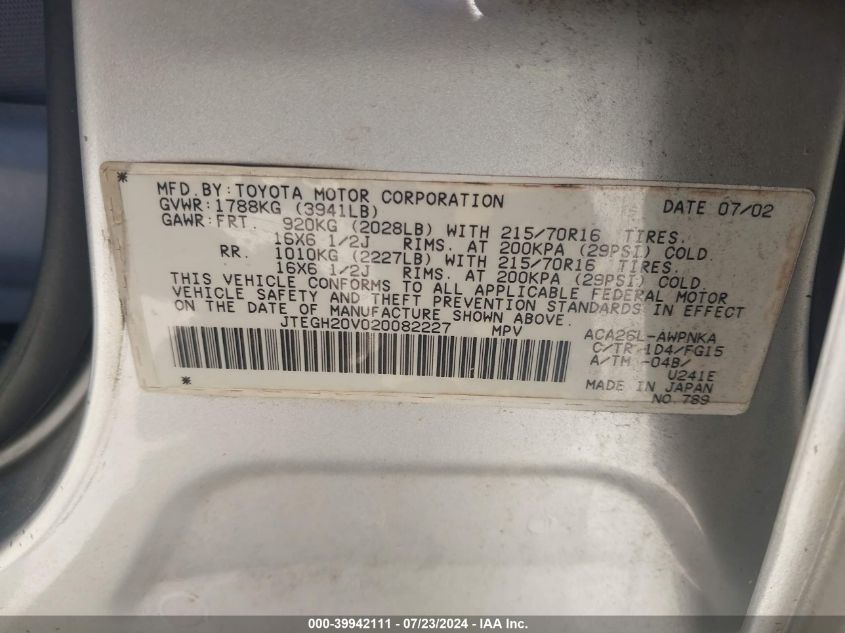 * MFD. BY: TOYOTA MOTOR CORPORATION DATE 07/02
GVWR: 1788KG (3941LB)
GAWR: FRT. 920KG (2028LB) WITH 215/70R16 TIRES.
16X6 1/2J RIMS. AT 200KPA (29PSI) COLD.
RR. 1010KG (2227LB) WITH 215/70R16 TIRES.
16X6 1/2J RIMS. AT 200KPA (29PSI) COLD.
THIS VEHICLE CONFORMS TO ALL APPLICABLE FEDERAL MOTOR
VEHICLE SAFETY AND THEFT PREVENTION STANDARDS IN EFFECT
ON THE DATE OF MANUFACTURE SHOWN ABOVE.
JTEGH20V020082227 MPV ACA26L-AWPNKA
C/TR 1D4/FG15
A/TM -04B/
U241E
* MADE IN JAPAN
NO. 789
000-39942111 - 07/23/2024 - IAA Inc.